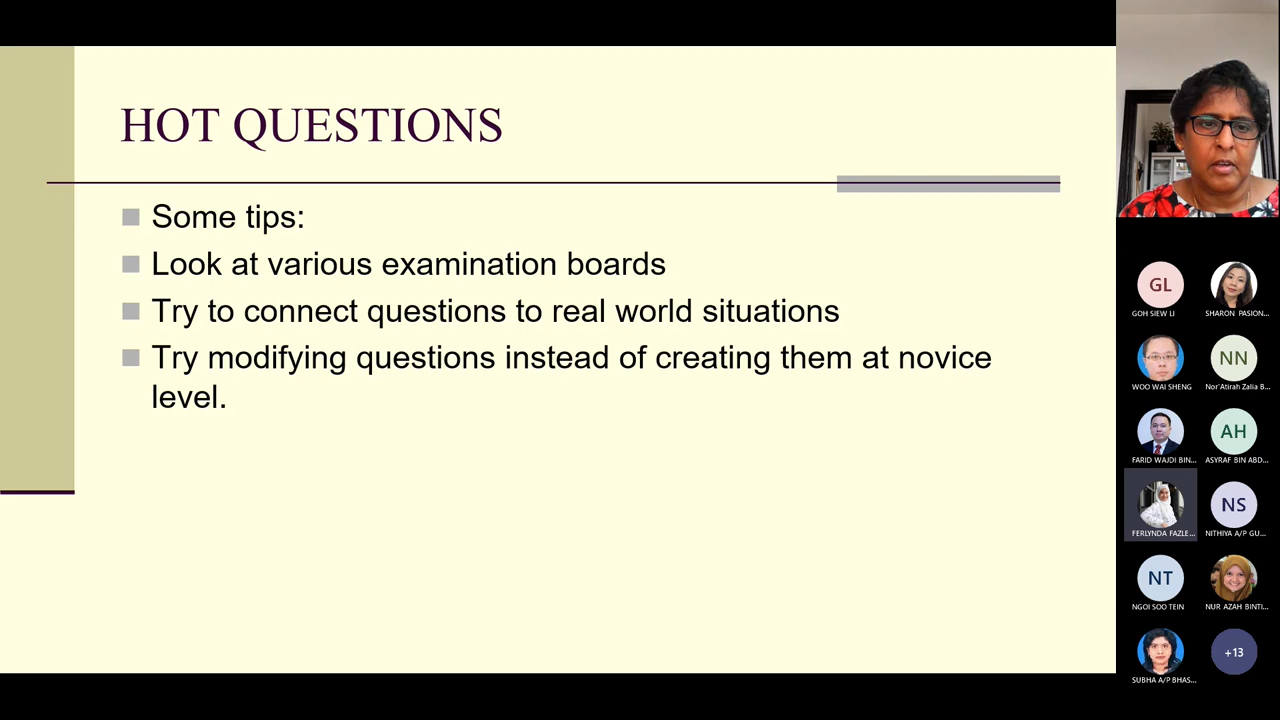 HOT QUESTIONS
Some tips:
Look at various examination boards
Try to connect questions to real world situations
Try modifying questions instead of creating them at novice
level.
GL
GOH SIEW LI
SHARON PASION...
WOO WAI SHENG
NN
Nor'Atirah Zalia B...
FARID WAJDI BIN...
AH
ASYRAF BIN ABD...
FERLYNDA FAZLE...
NS
NITHIYA A/P GU...
NT
NGOI SOO TEIN
NUR AZAH BINTI...
SUBHA A/P BHAS...
+13